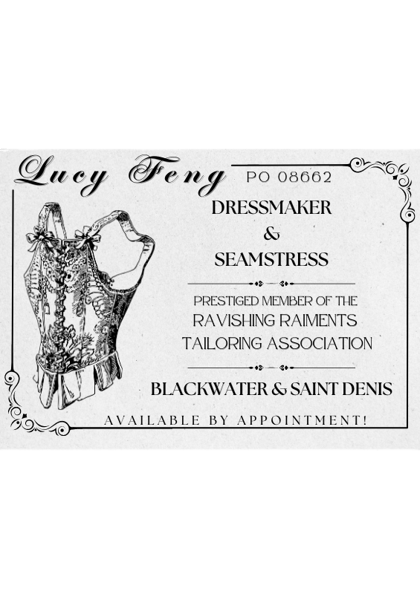 Lucy Feng
PO 08662
DRESSMAKER
&
SEAMSTRESS
PRESTIGED MEMBER OF THE
RAVISHING RAIMENTS
TAILORING ASSOCIATION
BLACKWATER & SAINT DENIS
AVAILABLE BY APPOINTMENT!